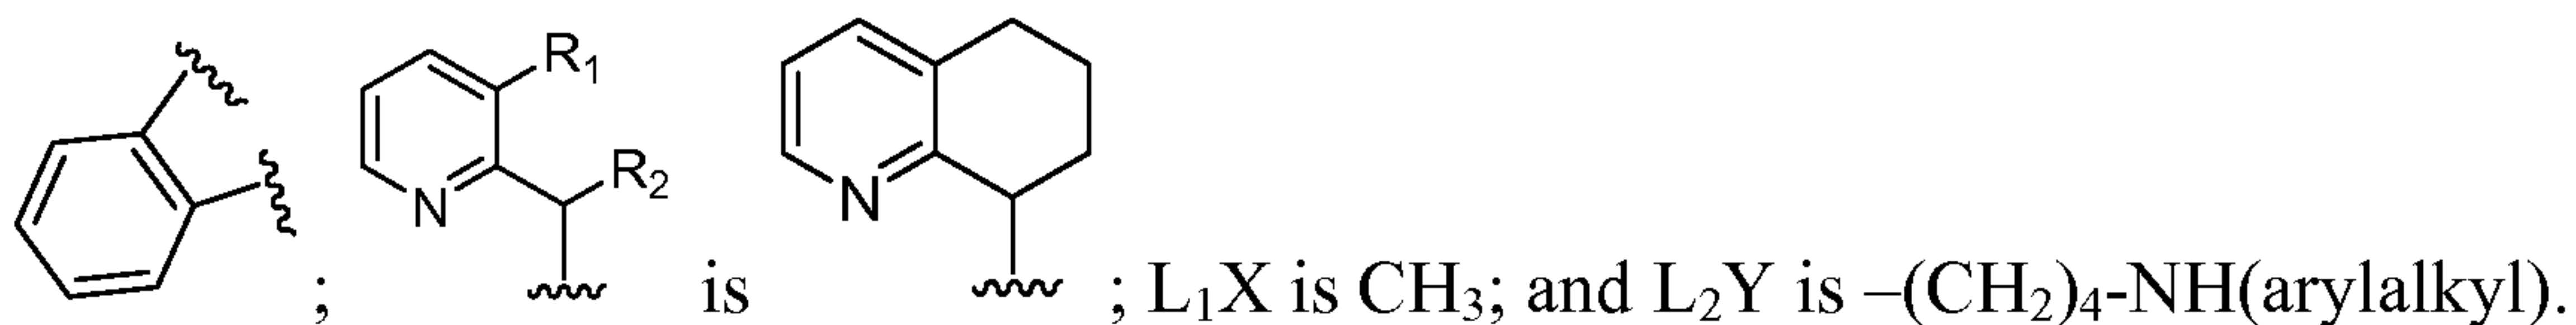 ; N R₁ R₂ is N ; L₁X is CH₃; and L₂Y is –(CH₂)₄-NH(arylalkyl).